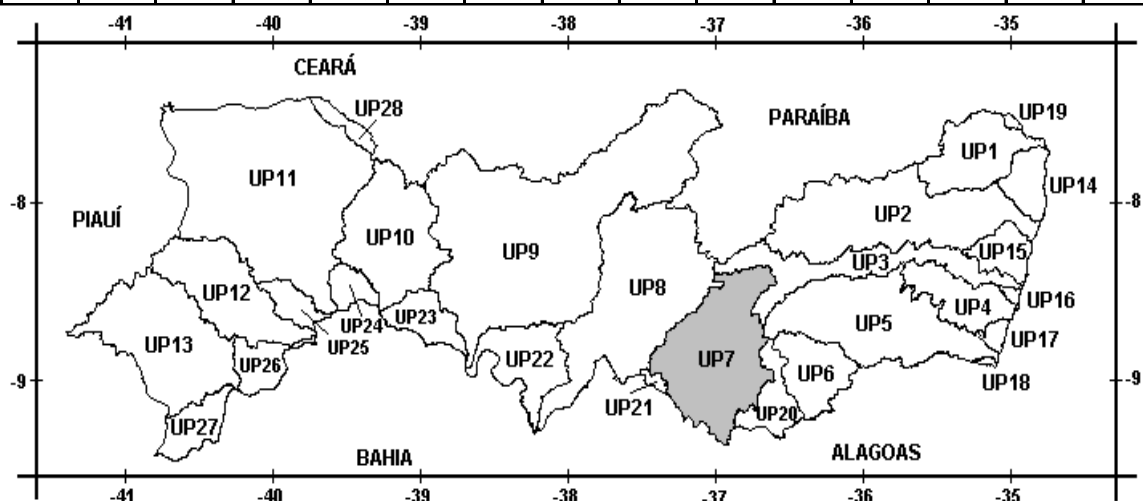 -41 -40 -39 -38 -37 -36 -35
CEARÁ
UP28
PARAÍBA
UP19
UP1
UP11
UP14
-8 -8
PIAUÍ
UP2
UP10
UP9
UP15
UP3
UP8
UP12
UP4
UP16
UP23
UP24
UP5
UP17
UP13
UP25
UP7
UP22
UP26
UP6
-9 -9
UP18
UP21
UP20
UP27
BAHIA
ALAGOAS
-41 -40 -39 -38 -37 -36 -35